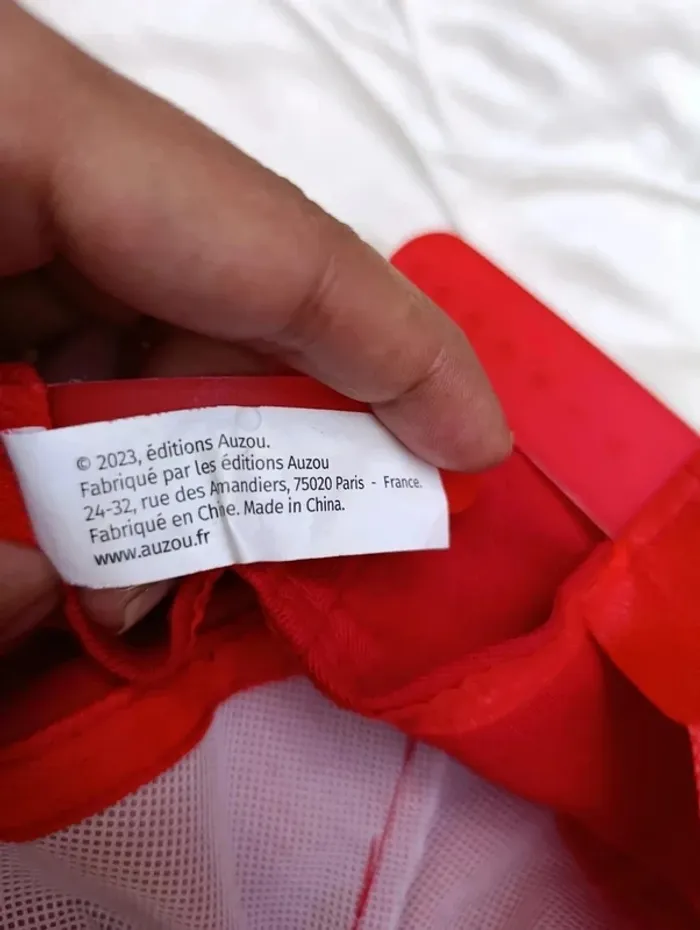 © 2023, éditions Auzou.
Fabriqué par les éditions Auzou
24-32, rue des Amandiers, 75020 Paris - France.
Fabriqué en Chine. Made in China.
www.auzou.fr